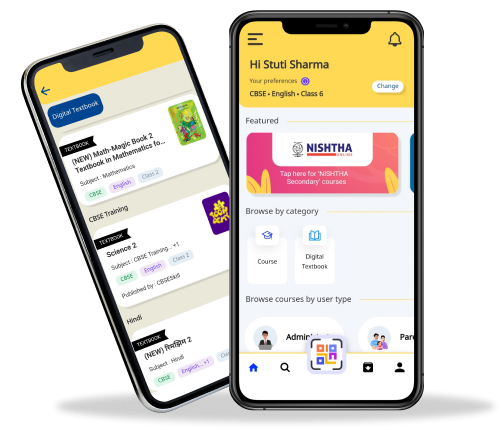 Digital Textbook
TEXTBOOK
(NEW) Math-Magic Book 2
Textbook in Mathematics fo...
Subject : Mathematics
CBSE English Class 2
CBSE Training
TEXTBOOK
Science 2
Subject : CBSE Training... +1
CBSE English Class 2
Published by : CBSESkill
Hindi
TEXTBOOK
(NEW) रिमझिम 2
Subject : Hindi
CBSE English... +1
Hi Stuti Sharma
Your preferences
Change
CBSE • English • Class 6
Featured
NISHTHA
ONLINE
Tap here for 'NISHTHA
Secondary' courses
Browse by category
Course
Digital
Textbook
Browse courses by user type